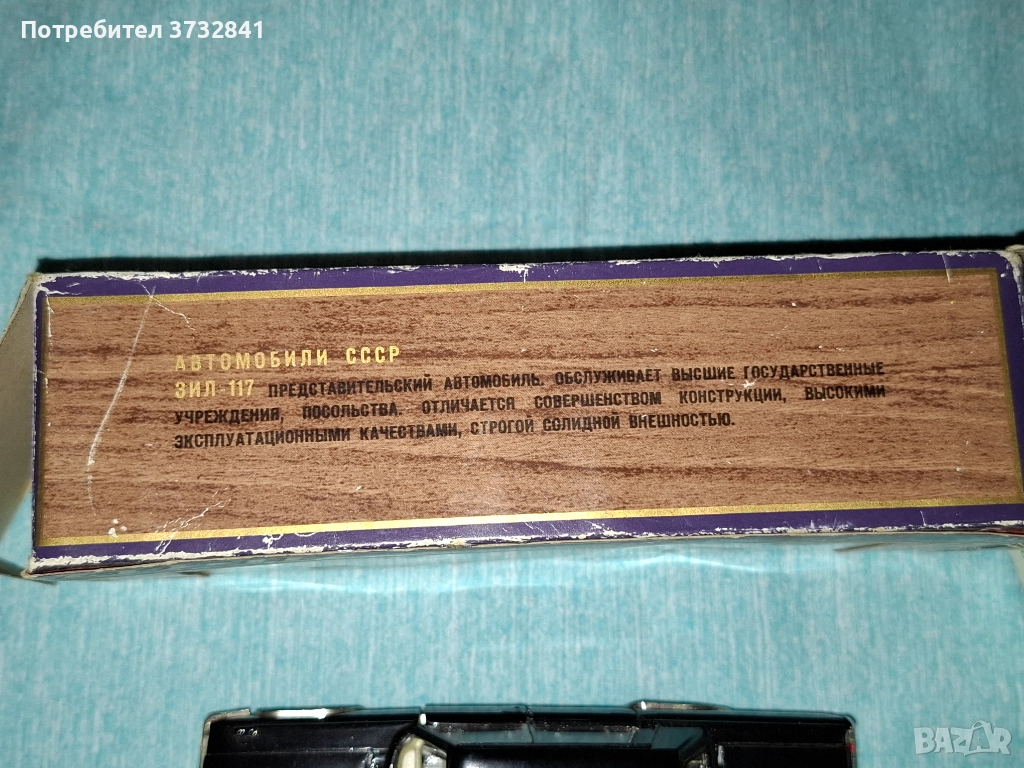 Потребител 3732841
АВТОМОБИЛИ СССР
ЗИЛ-117 ПРЕДСТАВИТЕЛЬСКИЙ АВТОМОБИЛЬ. ОБСЛУЖИВАЕТ ВЫСШИЕ ГОСУДАРСТВЕННЫЕ
УЧРЕЖДЕНИЯ, ПОСОЛЬСТВА. ОТЛИЧАЕТСЯ СОВЕРШЕНСТВОМ КОНСТРУКЦИИ, ВЫСОКИМИ
ЭКСПЛУАТАЦИОННЫМИ КАЧЕСТВАМИ, СТРОГОЙ СОЛИДНОЙ ВНЕШНОСТЬЮ.
BAZAR